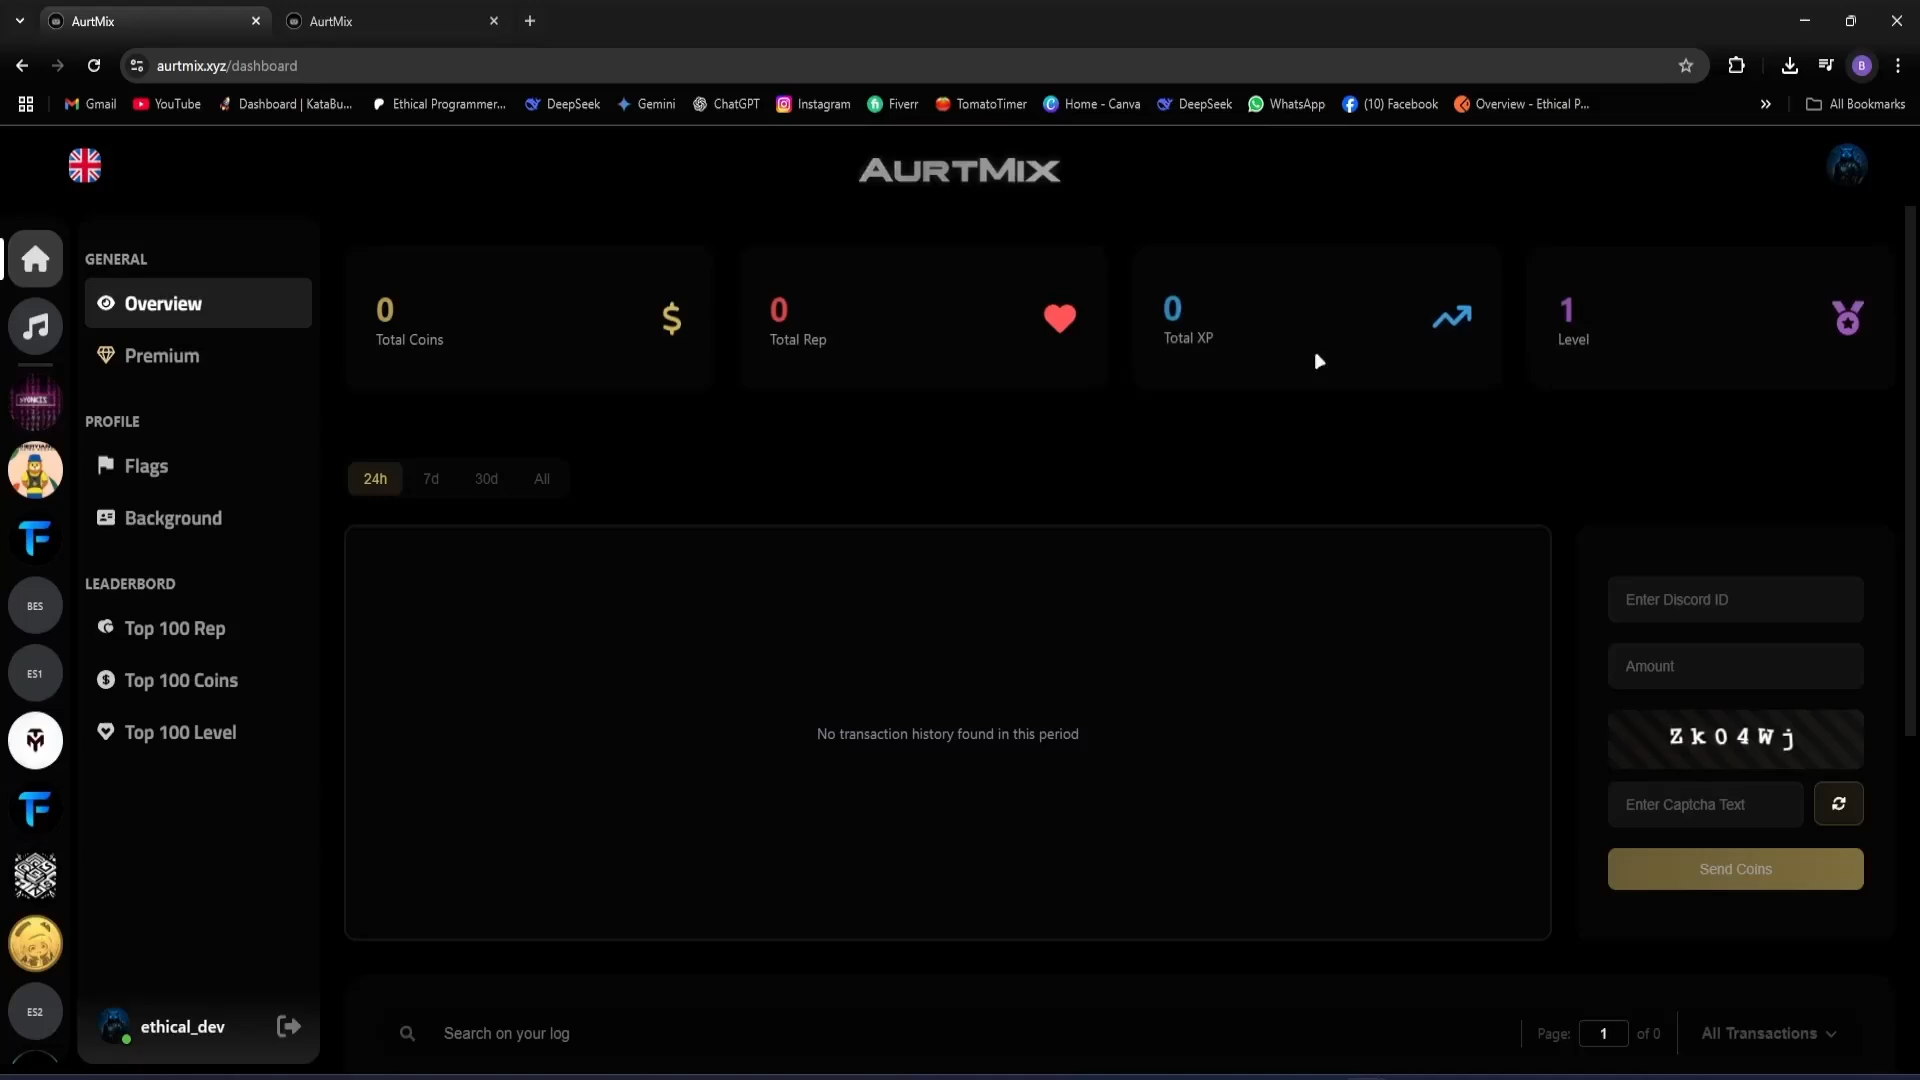 AurtMix
AurtMix
aurtmix.xyz/dashboard
B
Gmail
YouTube
Dashboard | KataBu...
Ethical Programmer...
DeepSeek
Gemini
ChatGPT
Instagram
Fiverr
TomatoTimer
Home - Canva
DeepSeek
WhatsApp
(10) Facebook
Overview - Ethical P...
All Bookmarks
AURTMIX
GENERAL
Overview
Premium
PROFILE
Flags
Background
LEADERBORD
Top 100 Rep
Top 100 Coins
Top 100 Level
BES
ES1
ES2
ethical_dev
0
Total Coins
$
0
Total Rep
0
Total XP
1
Level
24h
7d
30d
All
No transaction history found in this period
Enter Discord ID
Amount
Z k 0 4 W j
Enter Captcha Text
Send Coins
Search on your log
Page: 1 of 0
All Transactions